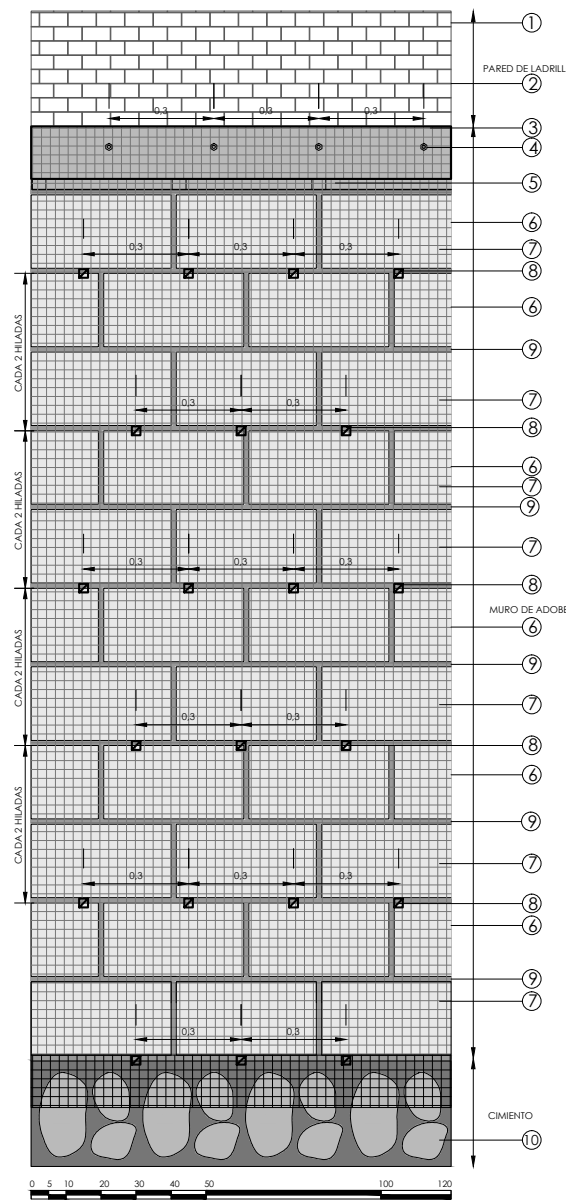 1
PARED DE LADRILL
2
0,3 0,3 0,3
3
4
5
6
0,3 0,3 0,3
7
8
6
CADA 2 HILADAS
9
0,3 0,3
7
8
6
7
CADA 2 HILADAS
9
7
0,3 0,3 0,3
8
MURO DE ADOBE
6
CADA 2 HILADAS
9
7
0,3 0,3
8
6
CADA 2 HILADAS
9
7
0,3 0,3 0,3
8
6
9
7
0,3 0,3
CIMIENTO
10
0 5 10 20 30 40 50 100 120